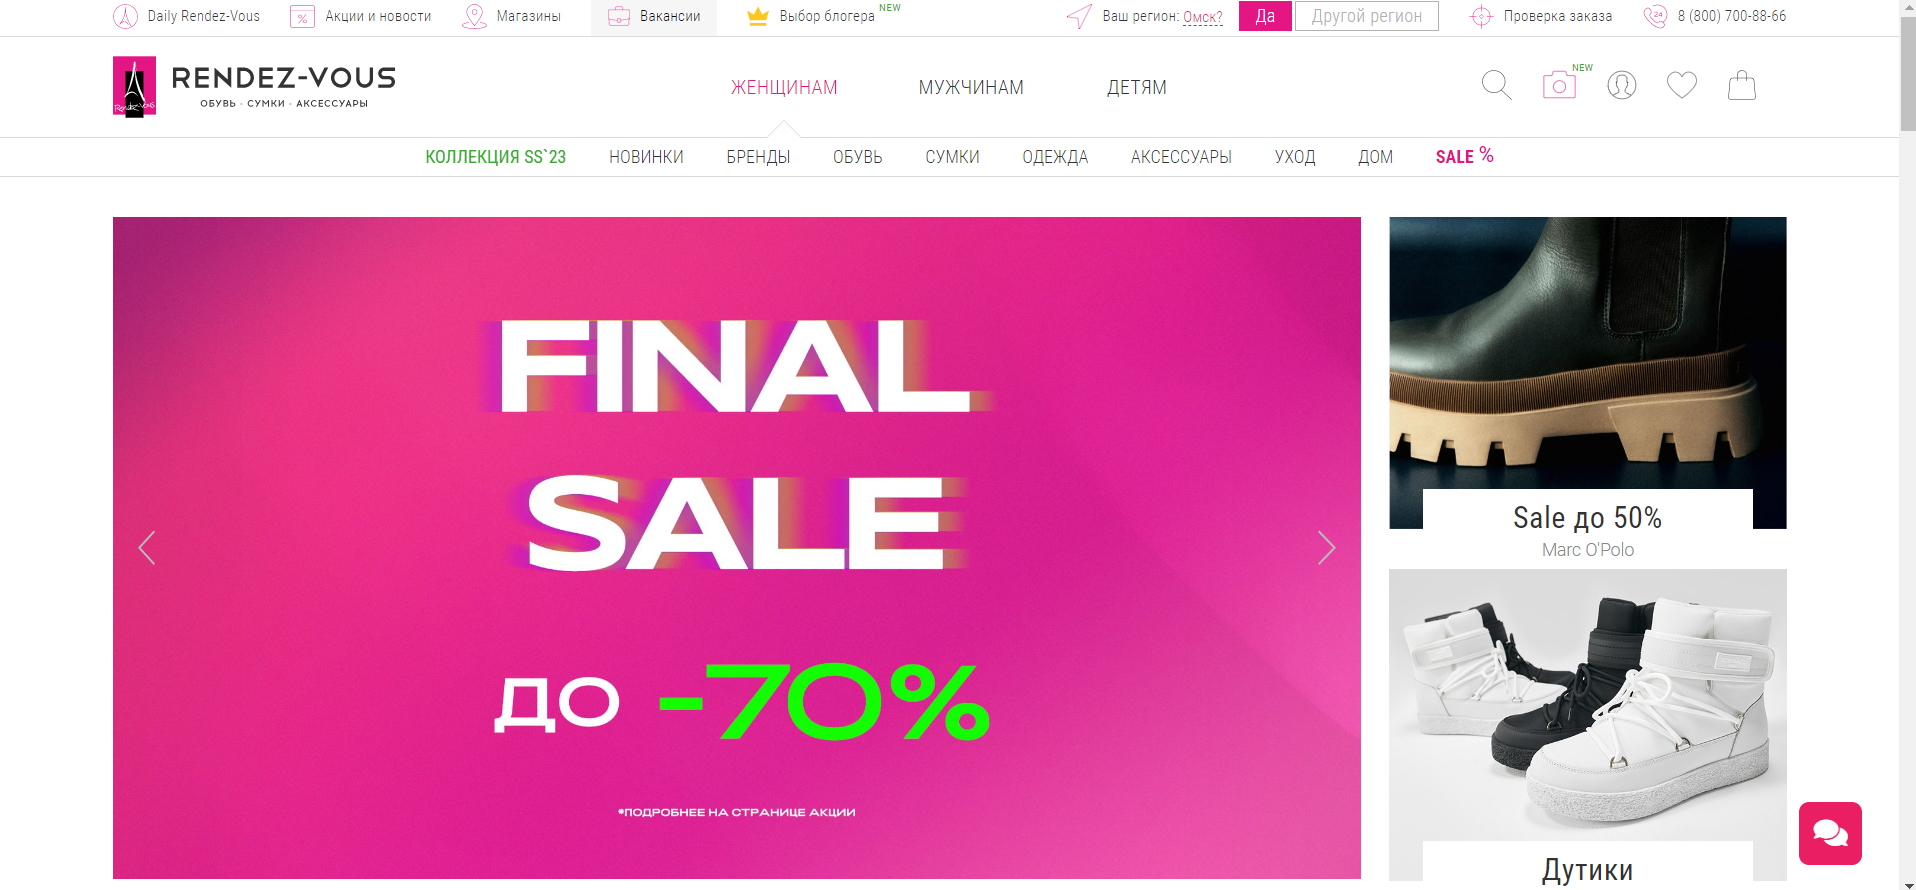 Daily Rendez-Vous Акции и новости Магазины Вакансии Выбор блогера NEW Ваш регион: Омск? Да Другой регион Проверка заказа 24 8 (800) 700-88-66
Rendez-Vous
RENDEZ-VOUS
ОБУВЬ · СУМКИ · АКСЕССУАРЫ
ЖЕНЩИНАМ МУЖЧИНАМ ДЕТЯМ
NEW
КОЛЛЕКЦИЯ SS`23 НОВИНКИ БРЕНДЫ ОБУВЬ СУМКИ ОДЕЖДА АКСЕССУАРЫ УХОД ДОМ SALE %
FINAL
SALE
ДО -70%
*ПОДРОБНЕЕ НА СТРАНИЦЕ АКЦИИ
Sale до 50%
Marc O'Polo
Дутики